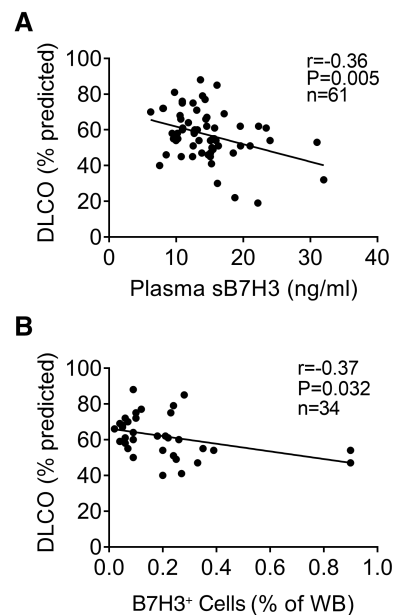 A
r=-0.36
P=0.005
n=61
100
80
60
40
20
0
DLCO (% predicted)
0 10 20 30 40
Plasma sB7H3 (ng/ml)
B
r=-0.37
P=0.032
n=34
100
80
60
40
20
0
DLCO (% predicted)
0.0 0.2 0.4 0.6 0.8 1.0
B7H3⁺ Cells (% of WB)